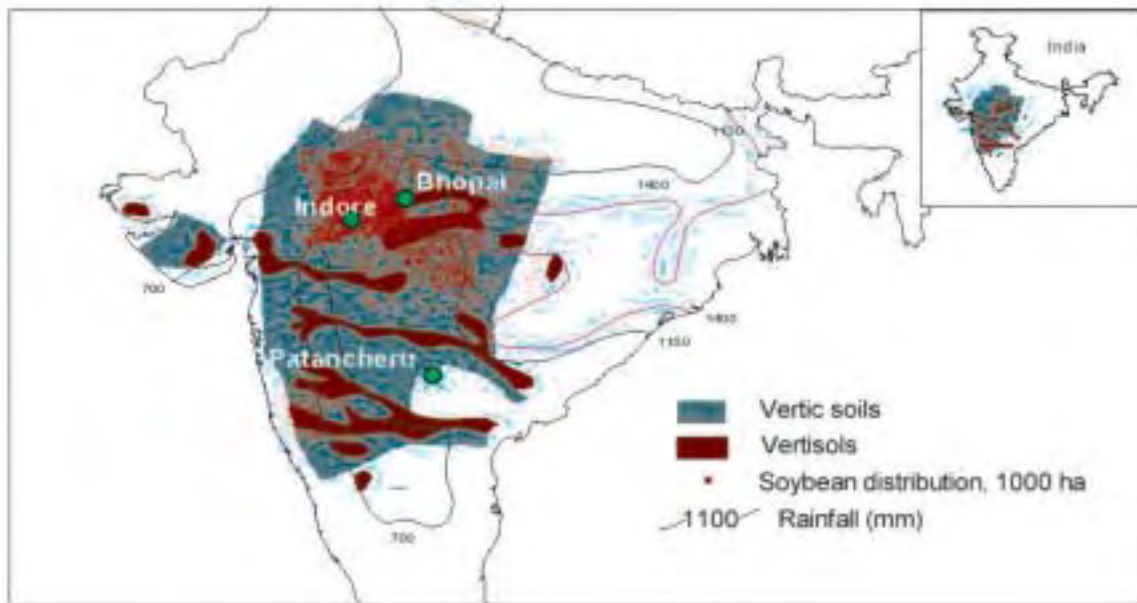 India
Bhopal
Indore
1400
700
1400
1150
Patancheru
Vertic soils
Vertisols
Soybean distribution, 1000 ha
1100 Rainfall (mm)
700